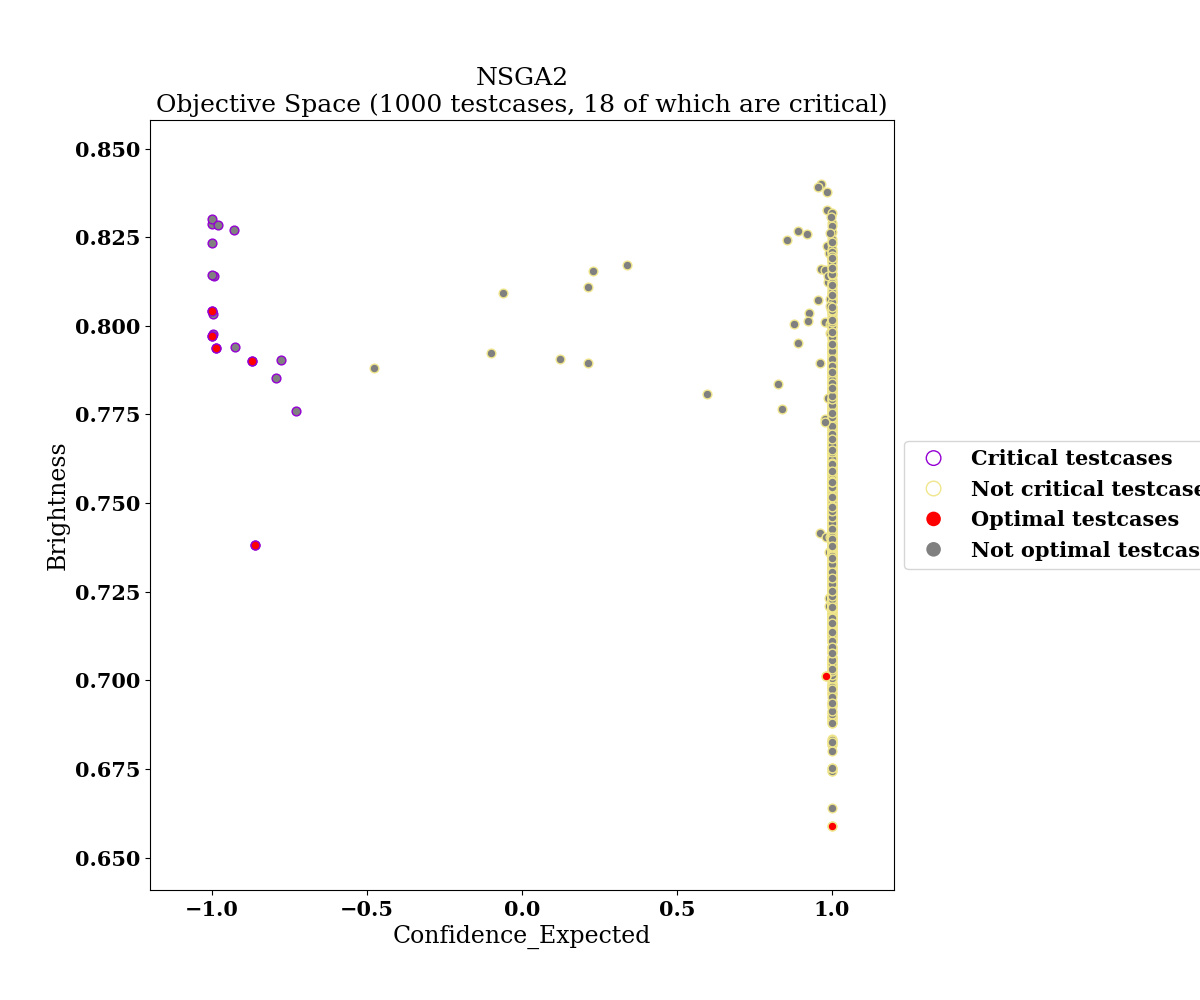 NSGA2
Objective Space (1000 testcases, 18 of which are critical)
0.850
0.825
0.800
0.775
0.750
0.725
0.700
0.675
0.650
Brightness
−1.0
−0.5
0.0
0.5
1.0
Confidence_Expected
Critical testcases
Not critical testcase
Optimal testcases
Not optimal testcas